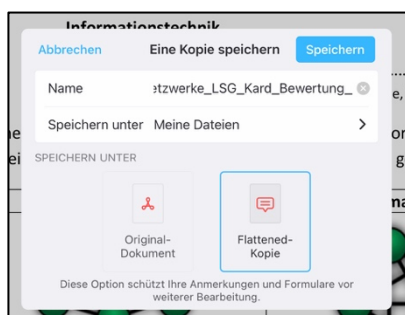 Informationstechnik
Abbrechen
Eine Kopie speichern
Speichern
Name
etzwerke_LSG_Kard_Bewertung_
Speichern unter
Meine Dateien
SPEICHERN UNTER
Original-
Dokument
Flattened-
Kopie
Diese Option schützt Ihre Anmerkungen und Formulare vor
weiterer Bearbeitung.